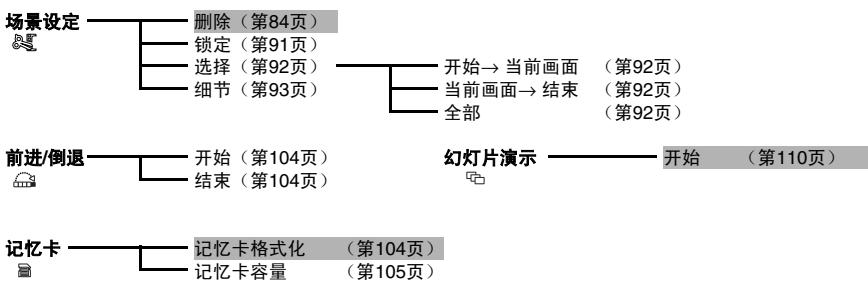 场景设定 删除（第84页）
锁定（第91页）
选择（第92页） 开始→ 当前画面 （第92页）
细节（第93页） 当前画面→ 结束 （第92页）
全部 （第92页）
前进/倒退 开始（第104页） 幻灯片演示 开始 （第110页）
结束（第104页）
记忆卡 记忆卡格式化 （第104页）
记忆卡容量 （第105页）